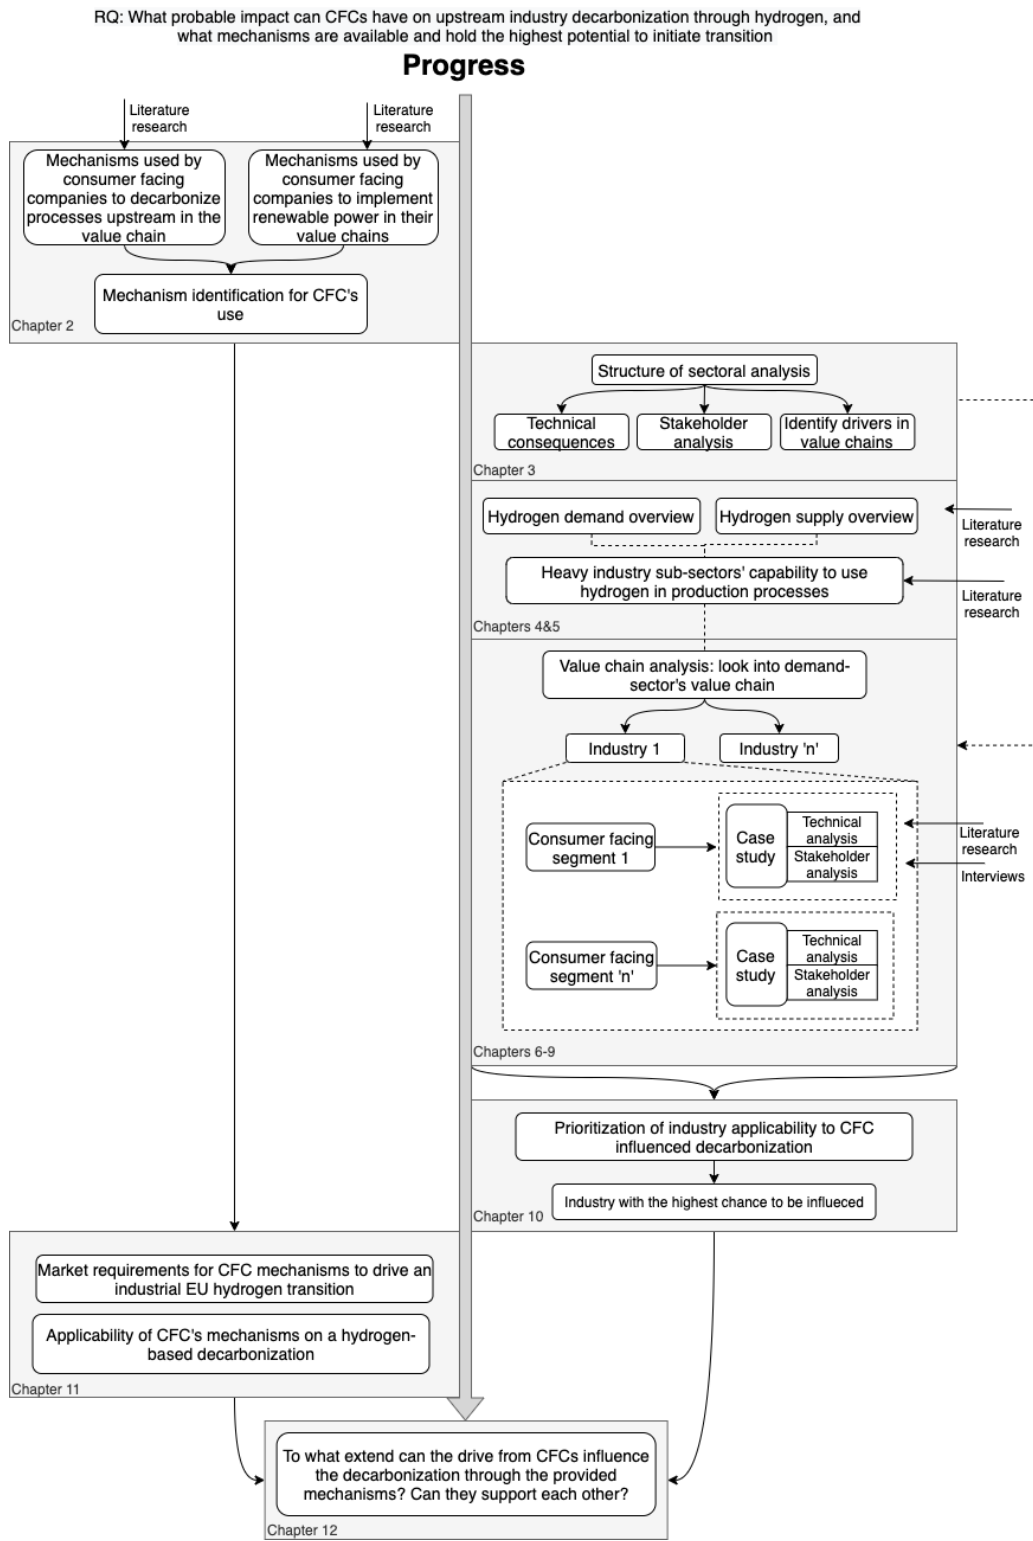 RQ: What probable impact can CFCs have on upstream industry decarbonization through hydrogen, and
what mechanisms are available and hold the highest potential to initiate transition
Progress
Literature
research
Literature
research
Mechanisms used by
consumer facing
companies to decarbonize
processes upstream in the
value chain
Mechanisms used by
consumer facing
companies to implement
renewable power in their
value chains
Mechanism identification for CFC's
use
Chapter 2
Structure of sectoral analysis
Technical
consequences
Stakeholder
analysis
Identify drivers in
value chains
Chapter 3
Hydrogen demand overview
Hydrogen supply overview
Literature
research
Heavy industry sub-sectors' capability to use
hydrogen in production processes
Literature
research
Chapters 4&5
Value chain analysis: look into demand-
sector's value chain
Industry 1
Industry 'n'
Consumer facing
segment 1
Case
study
Technical
analysis
Stakeholder
analysis
Literature
research
Interviews
Consumer facing
segment 'n'
Case
study
Technical
analysis
Stakeholder
analysis
Chapters 6-9
Prioritization of industry applicability to CFC
influenced decarbonization
Industry with the highest chance to be influeced
Chapter 10
Market requirements for CFC mechanisms to drive an
industrial EU hydrogen transition
Applicability of CFC's mechanisms on a hydrogen-
based decarbonization
Chapter 11
To what extend can the drive from CFCs influence
the decarbonization through the provided
mechanisms? Can they support each other?
Chapter 12